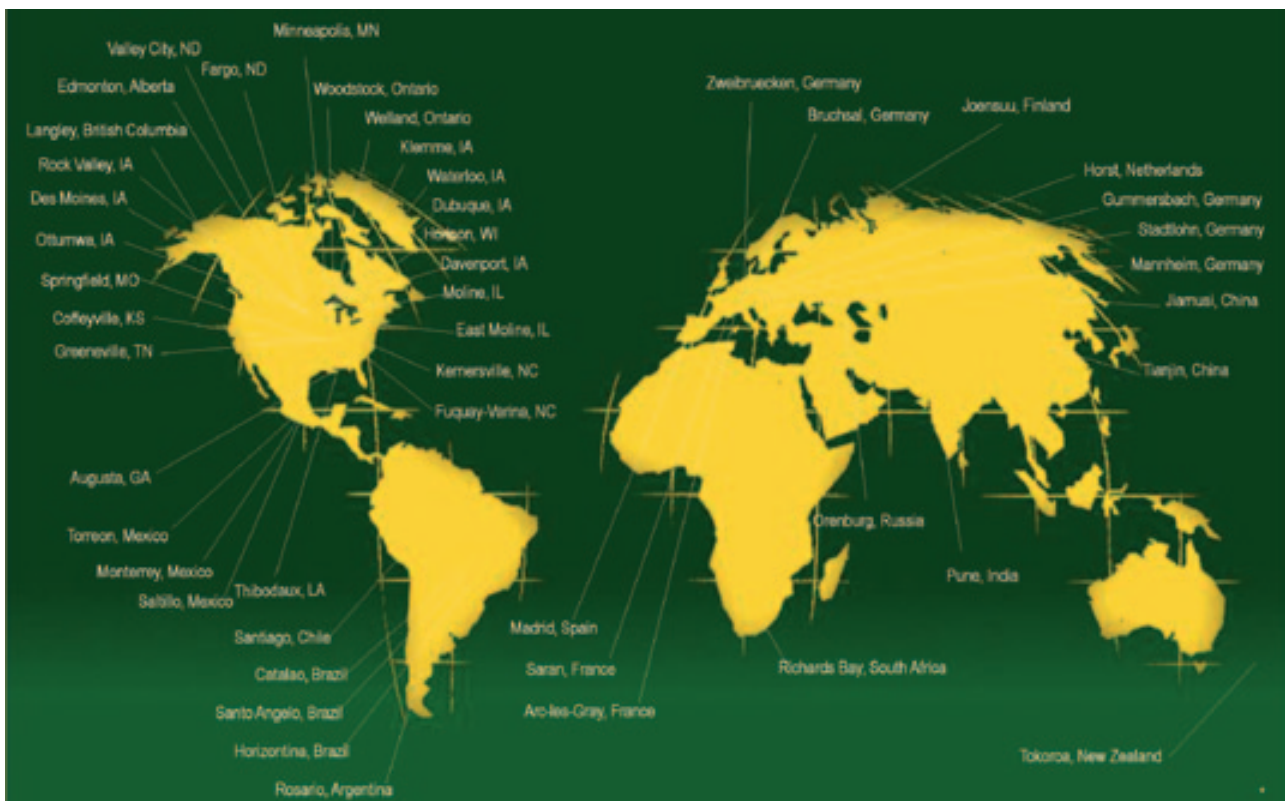 Minneapolis, MN
Valley City, ND
Fargo, ND
Edmonton, Alberta
Woodstock, Ontario
Langley, British Columbia
Welland, Ontario
Rock Valley, IA
Klemme, IA
Des Moines, IA
Waterloo, IA
Dubuque, IA
Ottumwa, IA
Horicon, WI
Springfield, MO
Davenport, IA
Moline, IL
Coffeyville, KS
East Moline, IL
Greeneville, TN
Kernersville, NC
Fuquay-Varina, NC
Augusta, GA
Torreon, Mexico
Monterrey, Mexico
Saltillo, Mexico
Thibodaux, LA
Santiago, Chile
Catalao, Brazil
Santo Angelo, Brazil
Horizontina, Brazil
Rosario, Argentina
Zweibruecken, Germany
Bruchsal, Germany
Joensuu, Finland
Horst, Netherlands
Gummersbach, Germany
Stadtlohn, Germany
Mannheim, Germany
Jiamusi, China
Tianjin, China
Orenburg, Russia
Pune, India
Madrid, Spain
Saran, France
Arc-les-Gray, France
Richards Bay, South Africa
Tokoroa, New Zealand